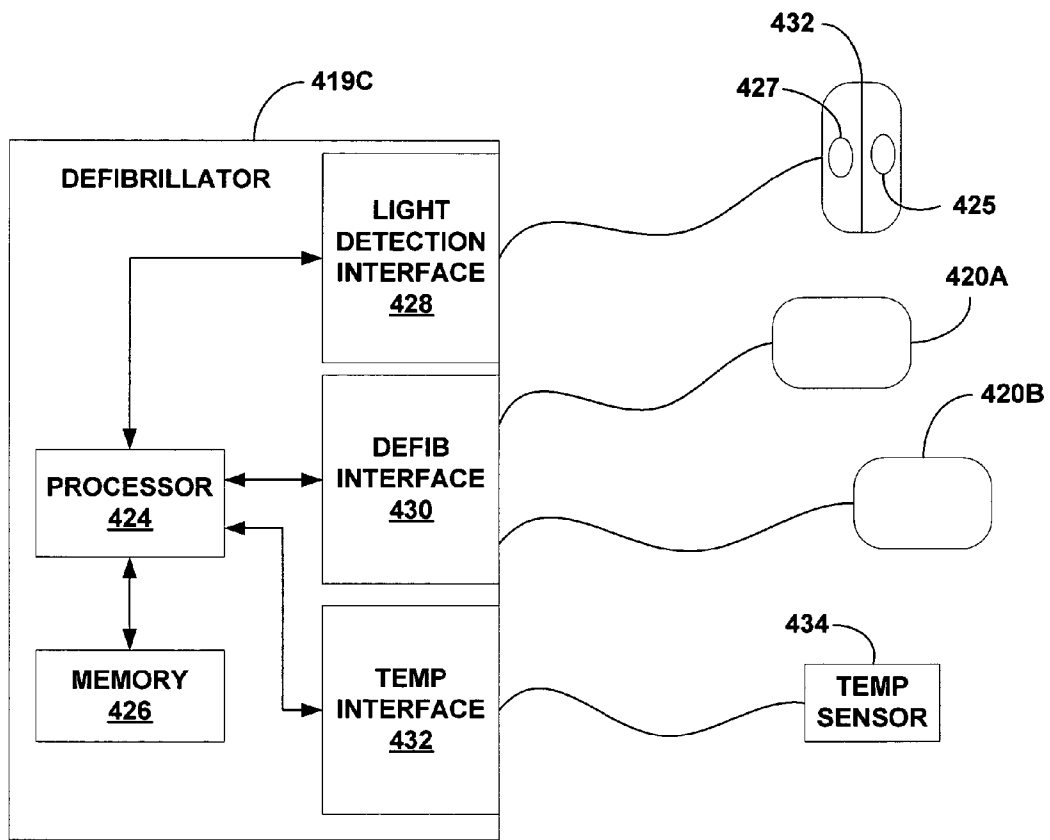 419C
432
427
425
DEFIBRILLATOR
LIGHT
DETECTION
INTERFACE
428
420A
420B
PROCESSOR
424
DEFIB
INTERFACE
430
MEMORY
426
TEMP
INTERFACE
432
434
TEMP
SENSOR